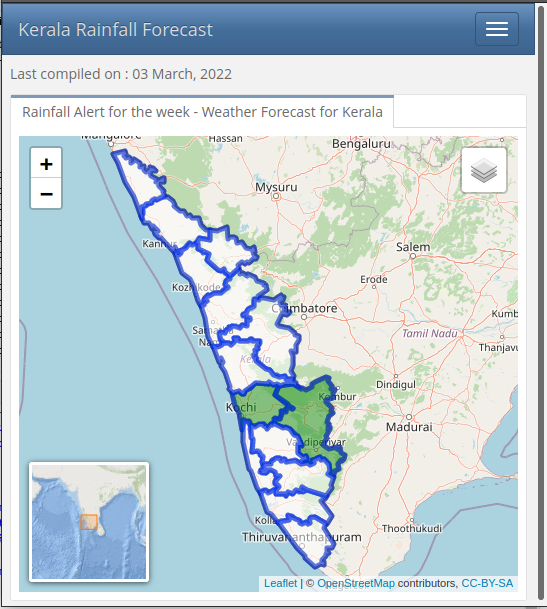 Kerala Rainfall Forecast
Last compiled on : 03 March, 2022
Rainfall Alert for the week - Weather Forecast for Kerala
Mangalore
Hassan
Bengaluru
+
−
Mysuru
Kannur
Salem
Kozhikode
Erode
Coimbatore
Kerala
Tamil Nadu
Dindigul
Kochi
Kombur
Madurai
Vandiperiyar
Thoothukudi
Thiruvananthapuram
Leaflet | © OpenStreetMap contributors, CC-BY-SA